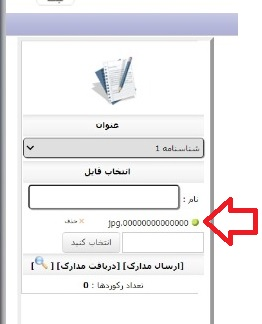 عنوان
شناسنامه 1
انتخاب فایل
نام :
jpg.00000000000000 حذف
انتخاب کنید
[ارسال مدارک] [دریافت مدارک] [ ]
تعداد رکوردها : 0